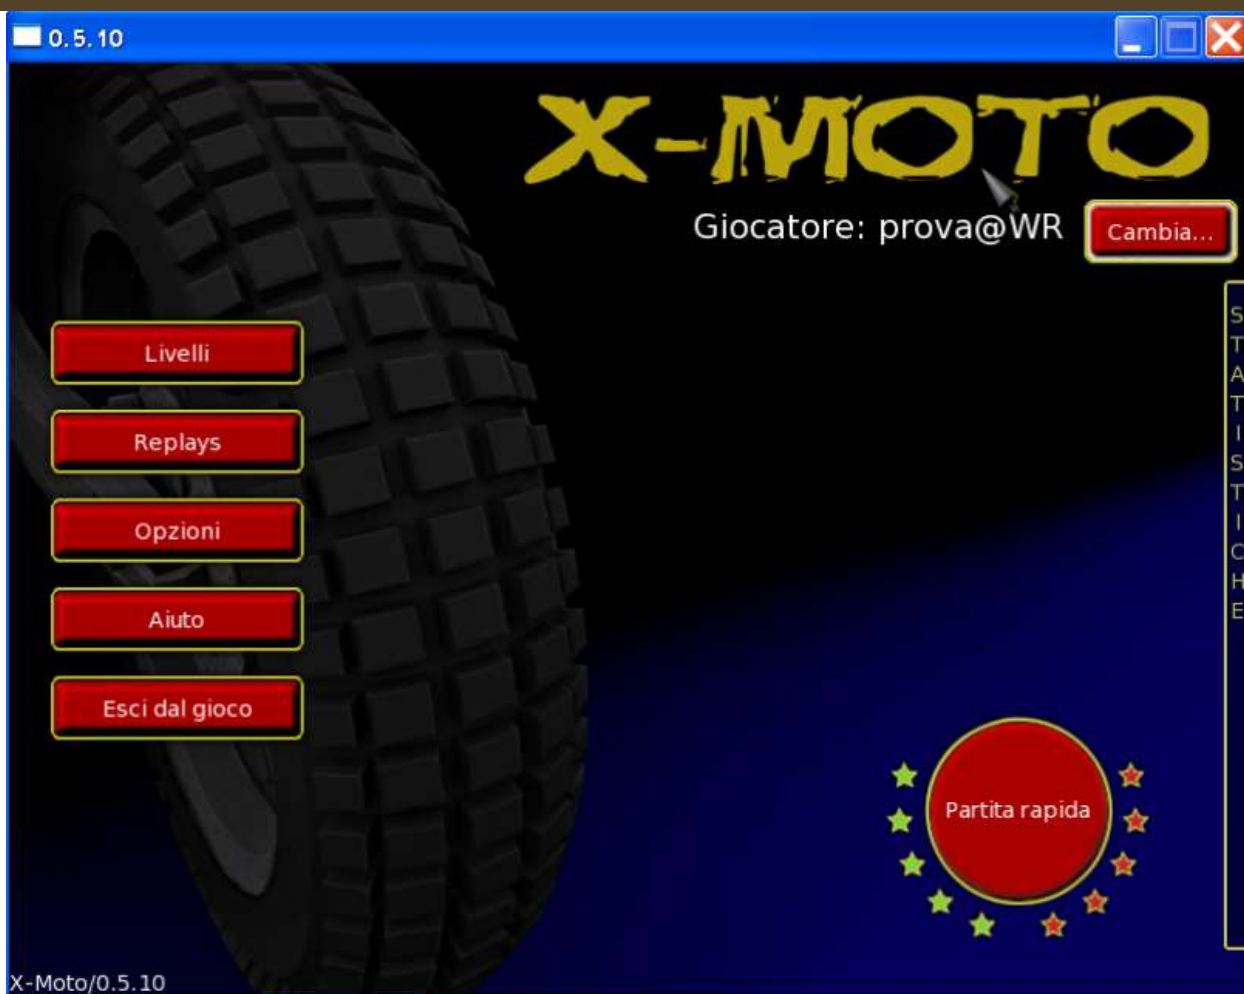 0.5.10
X-MOTO
Giocatore: prova@WR
Cambia...
Livelli
Replays
Opzioni
Aiuto
Esci dal gioco
STATISTICHE
Partita rapida
X-Moto/0.5.10